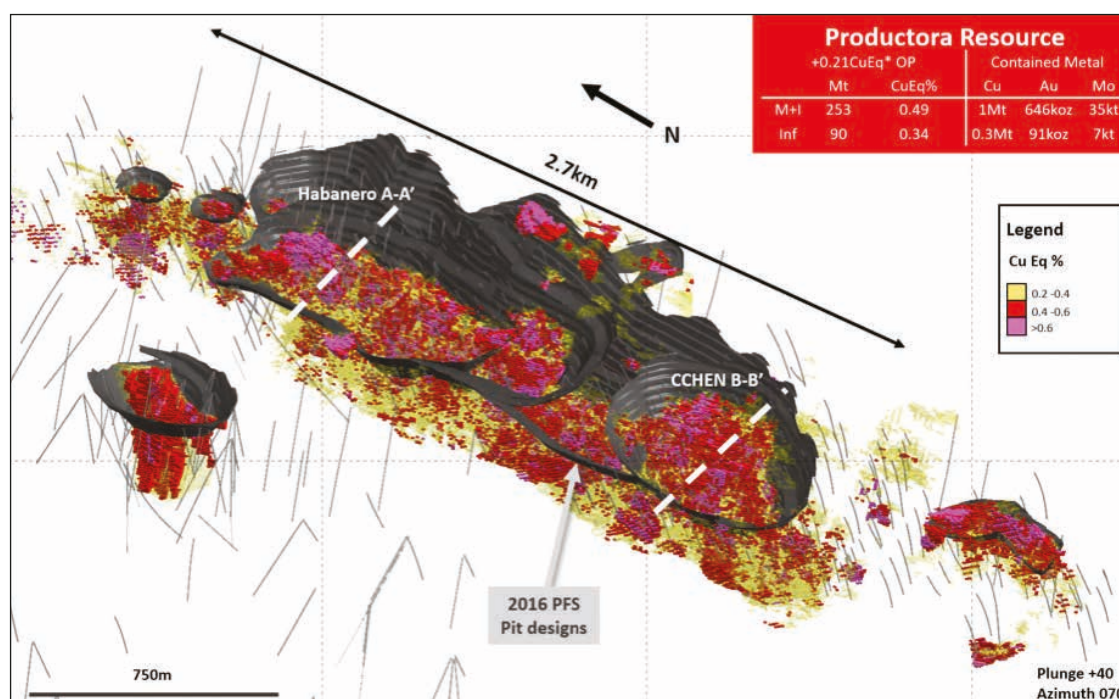 Productora Resource
+0.21CuEq* OP Contained Metal
Mt CuEq% Cu Au Mo
M+I 253 0.49 1Mt 646koz 35kt
Inf 90 0.34 0.3Mt 91koz 7kt
N
2.7km
Habanero A-A'
Legend
Cu Eq %
0.2 -0.4
0.4 -0.6
>0.6
CCHEN B-B'
2016 PFS
Pit designs
750m
Plunge +40
Azimuth 07